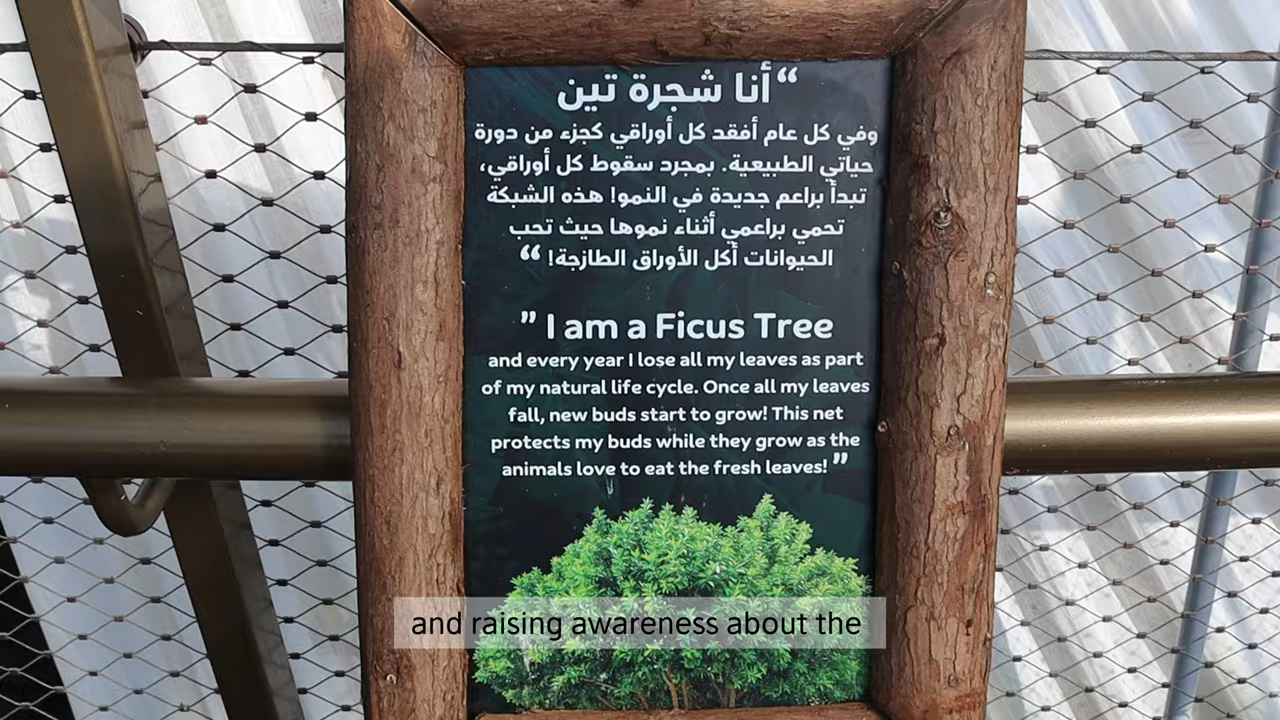 “أنا شجرة تين
وفي كل عام أفقد كل أوراقي كجزء من دورة
حياتي الطبيعية. بمجرد سقوط كل أوراقي،
تبدأ براعم جديدة في النمو! هذه الشبكة
تحمي براعمي أثناء نموها حيث تحب
الحيوانات أكل الأوراق الطازجة! “
” I am a Ficus Tree
and every year I lose all my leaves as part
of my natural life cycle. Once all my leaves
fall, new buds start to grow! This net
protects my buds while they grow as the
animals love to eat the fresh leaves! ”
and raising awareness about the